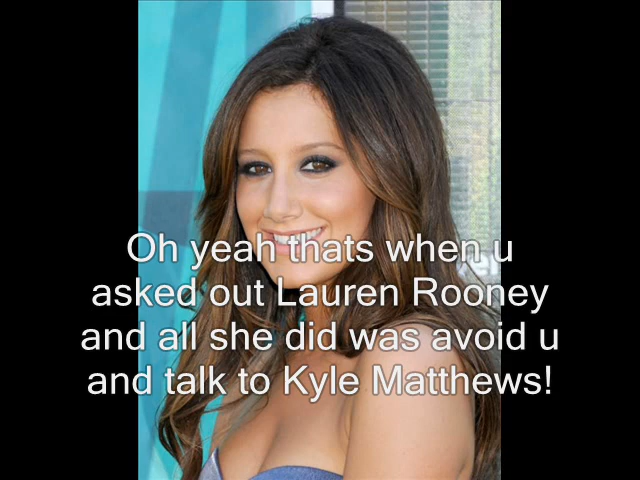 Oh yeah thats when u
asked out Lauren Rooney
and all she did was avoid u
and talk to Kyle Matthews!